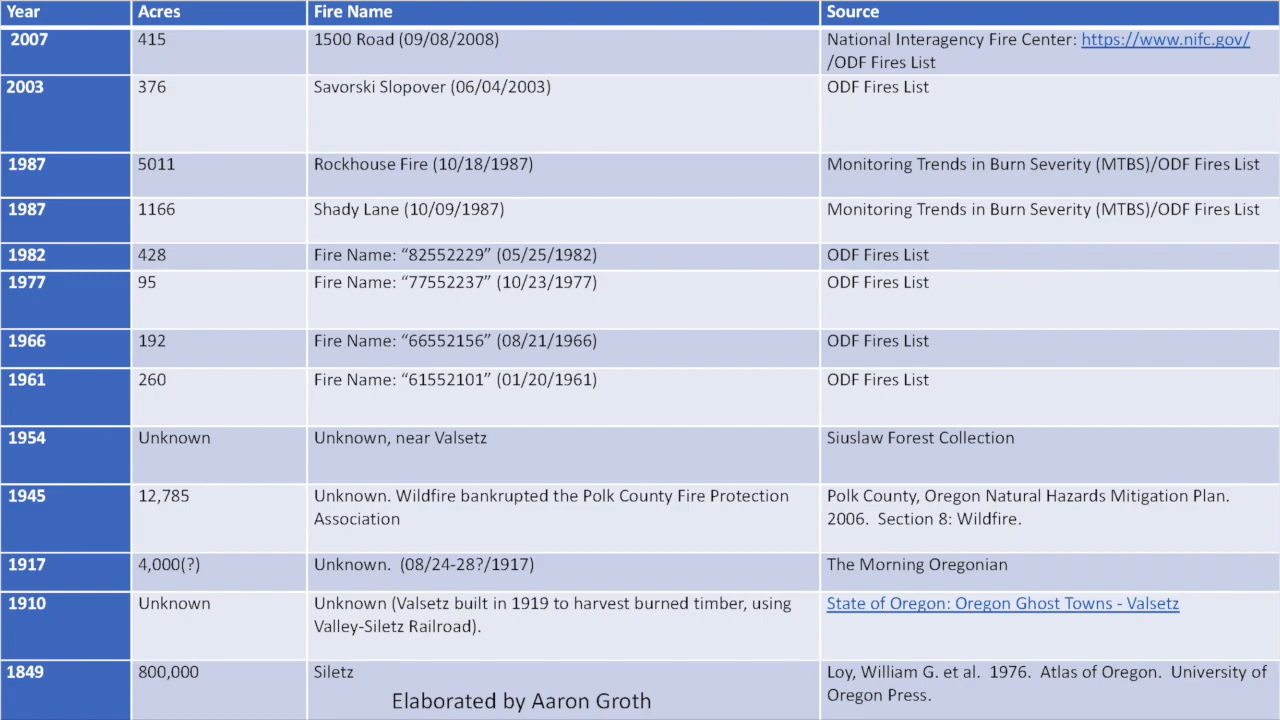 Year Acres Fire Name Source
2007 415 1500 Road (09/08/2008) National Interagency Fire Center: https://www.nifc.gov/
/ODF Fires List
2003 376 Savorski Slopover (06/04/2003) ODF Fires List
1987 5011 Rockhouse Fire (10/18/1987) Monitoring Trends in Burn Severity (MTBS)/ODF Fires List
1987 1166 Shady Lane (10/09/1987) Monitoring Trends in Burn Severity (MTBS)/ODF Fires List
1982 428 Fire Name: “82552229” (05/25/1982) ODF Fires List
1977 95 Fire Name: “77552237” (10/23/1977) ODF Fires List
1966 192 Fire Name: “66552156” (08/21/1966) ODF Fires List
1961 260 Fire Name: “61552101” (01/20/1961) ODF Fires List
1954 Unknown Unknown, near Valsetz Siuslaw Forest Collection
1945 12,785 Unknown. Wildfire bankrupted the Polk County Fire Protection Polk County, Oregon Natural Hazards Mitigation Plan.
Association 2006. Section 8: Wildfire.
1917 4,000(?) Unknown. (08/24-28?/1917) The Morning Oregonian
1910 Unknown Unknown (Valsetz built in 1919 to harvest burned timber, using State of Oregon: Oregon Ghost Towns - Valsetz
Valley-Siletz Railroad).
1849 800,000 Siletz Loy, William G. et al. 1976. Atlas of Oregon. University of
Oregon Press.
Elaborated by Aaron Groth